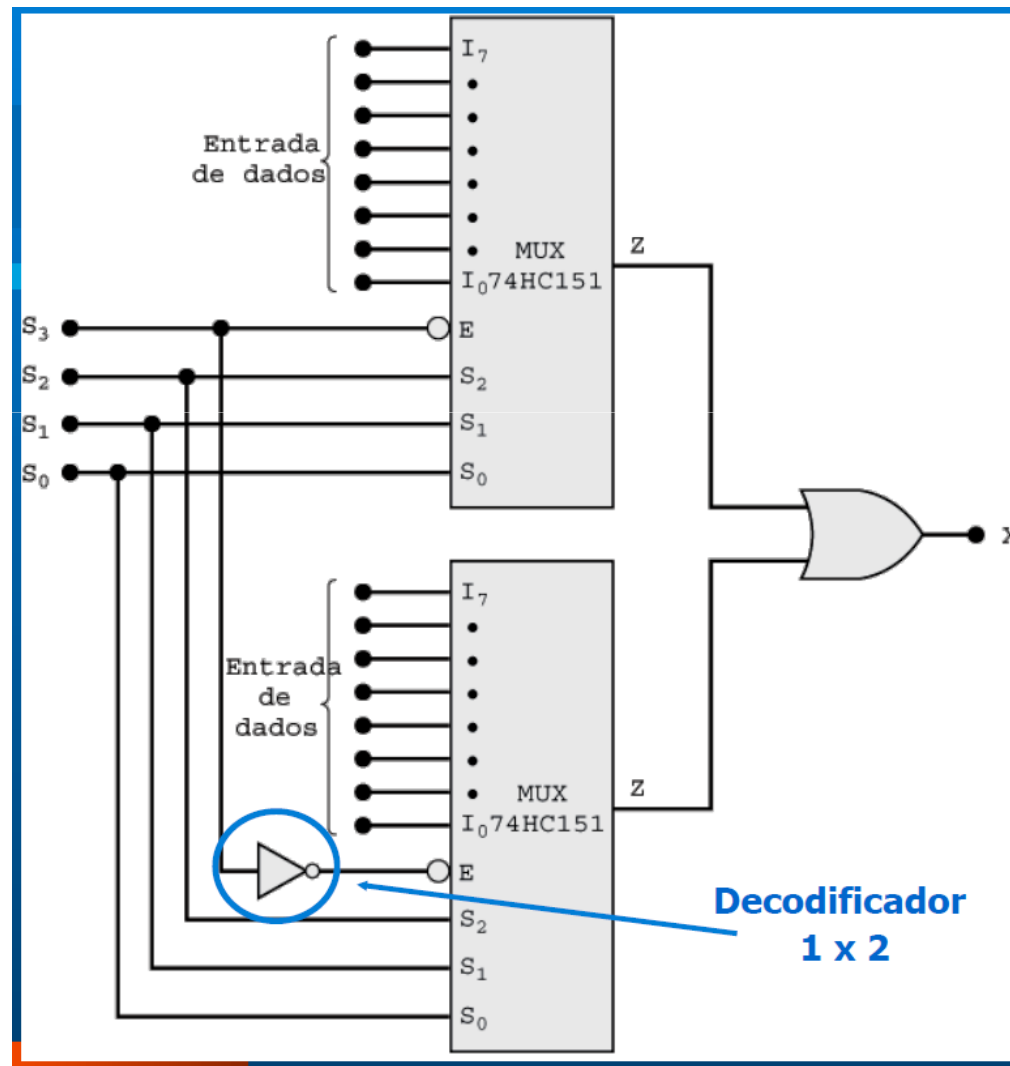 I7
Entrada
de dados
MUX
I0 74HC151
Z
S3
E
S2
S2
S1
S1
S0
S0
X
I7
Entrada
de
dados
MUX
I0 74HC151
Z
E
S2
S1
S0
Decodificador
1 x 2